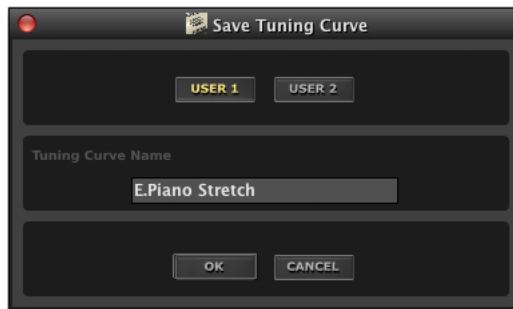 Save Tuning Curve
USER 1 USER 2
Tuning Curve Name
E.Piano Stretch
OK CANCEL